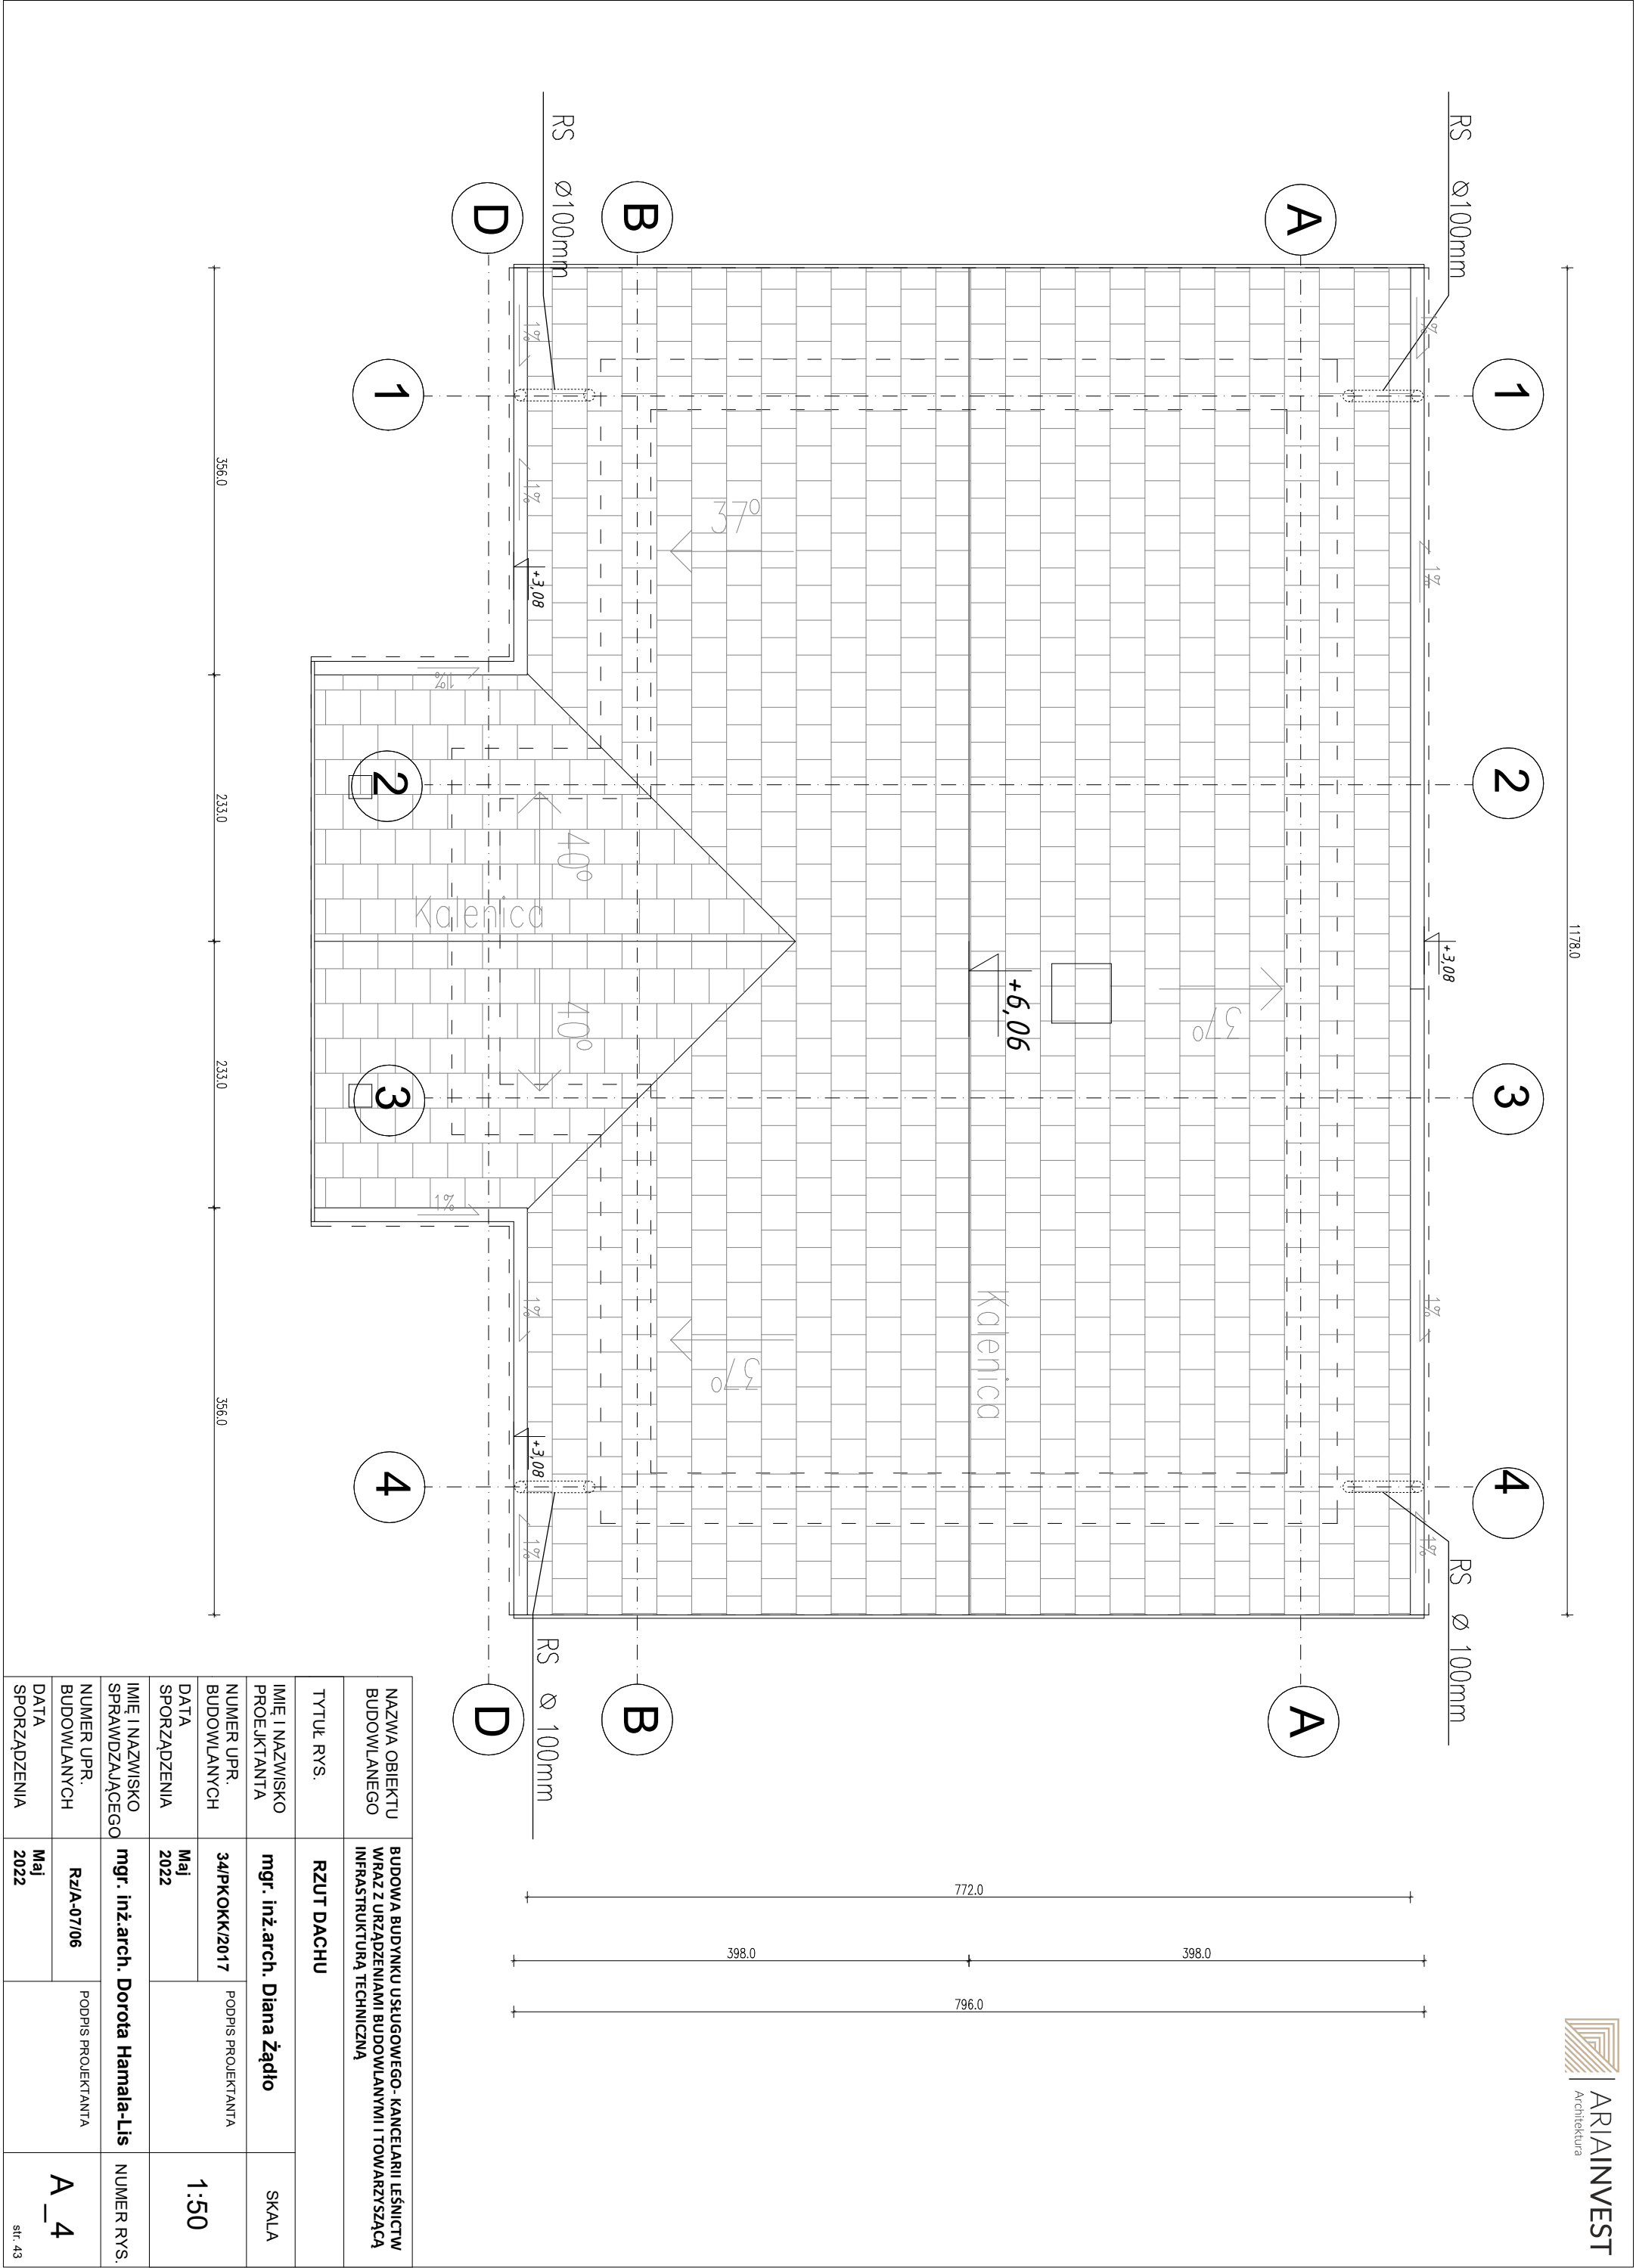 ARIAINVEST
Architektura
1178.0
1
2
3
4
RS Ø100mm
RS Ø 100mm
+3,08
1%
1%
1%
1%
A
A
37°
+6,06
Kalenica
37°
37°
B
B
40°
40°
Kalenica
RS Ø100mm
RS Ø 100mm
1%
1%
+3,08
1%
1%
+3,08
1%
1%
D
D
1
2
3
4
356.0
233.0
233.0
356.0
772.0
398.0
398.0
796.0
NAZWA OBIEKTU
BUDOWLANEGO
BUDOWA BUDYNKU USŁUGOWEGO- KANCELARII LEŚNICTW
WRAZ Z URZĄDZENIAMI BUDOWLANYMI I TOWARZYSZĄCĄ
INFRASTRUKTURĄ TECHNICZNĄ
TYTUŁ RYS.
RZUT DACHU
IMIĘ I NAZWISKO
PROEJKTANTA
mgr. inż.arch. Diana Żądło
SKALA
NUMER UPR.
BUDOWLANYCH
34/PKOKK/2017
PODPIS PROJEKTANTA
1:50
DATA
SPORZĄDZENIA
Maj
2022
IMIĘ I NAZWISKO
SPRAWDZAJĄCEGO
mgr. inż.arch. Dorota Hamala-Lis
NUMER RYS.
NUMER UPR.
BUDOWLANYCH
Rz/A-07/06
PODPIS PROJEKTANTA
A_4
DATA
SPORZĄDZENIA
Maj
2022
str. 43